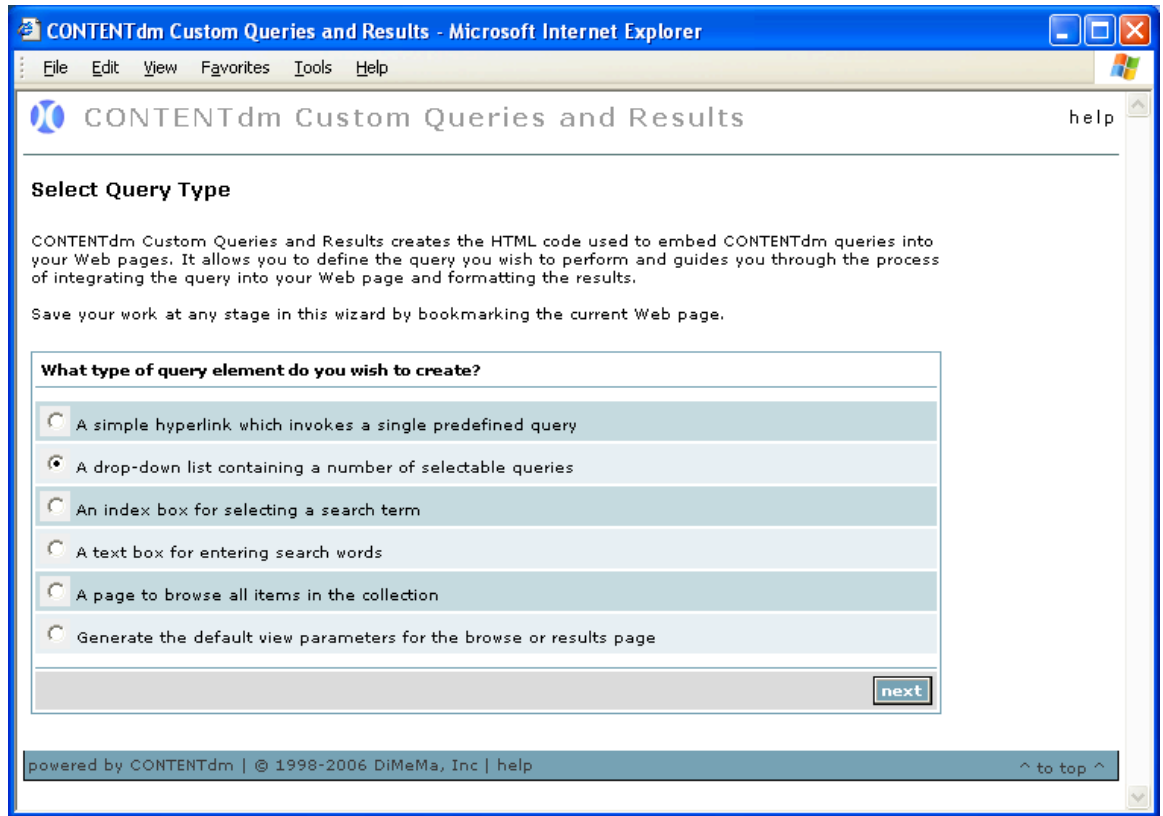 CONTENTdm Custom Queries and Results - Microsoft Internet Explorer
File Edit View Favorites Tools Help
CONTENTdm Custom Queries and Results help
Select Query Type
CONTENTdm Custom Queries and Results creates the HTML code used to embed CONTENTdm queries into
your Web pages. It allows you to define the query you wish to perform and guides you through the process
of integrating the query into your Web page and formatting the results.
Save your work at any stage in this wizard by bookmarking the current Web page.
What type of query element do you wish to create?
A simple hyperlink which invokes a single predefined query
A drop-down list containing a number of selectable queries
An index box for selecting a search term
A text box for entering search words
A page to browse all items in the collection
Generate the default view parameters for the browse or results page
next
powered by CONTENTdm | © 1998-2006 DiMeMa, Inc | help ^ to top ^